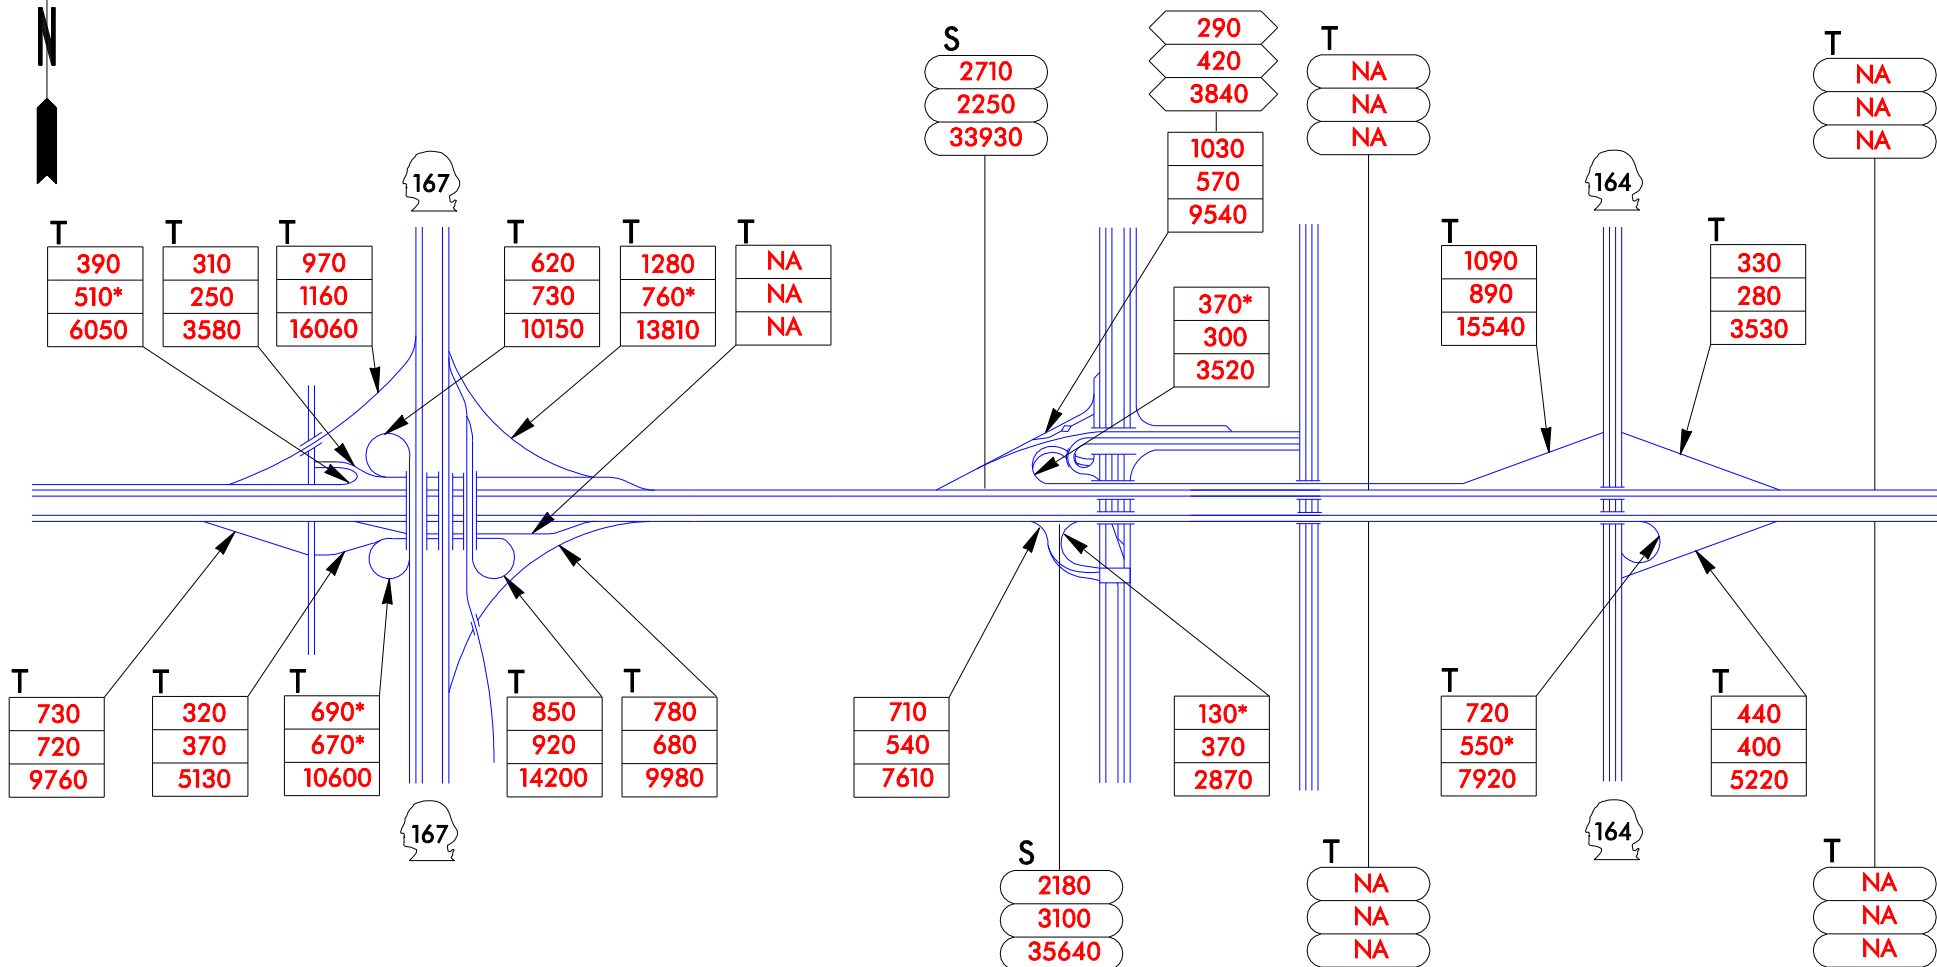 N
S
2710
2250
33930
290
420
3840
1030
570
9540
T
NA
NA
NA
T
NA
NA
NA
167
164
T
390
510*
6050
T
310
250
3580
T
970
1160
16060
T
620
730
10150
T
1280
760*
13810
T
NA
NA
NA
370*
300
3520
T
1090
890
15540
T
330
280
3530
T
730
720
9760
T
320
370
5130
T
690*
670*
10600
T
850
920
14200
T
780
680
9980
710
540
7610
130*
370
2870
T
720
550*
7920
T
440
400
5220
167
164
S
2180
3100
35640
T
NA
NA
NA
T
NA
NA
NA